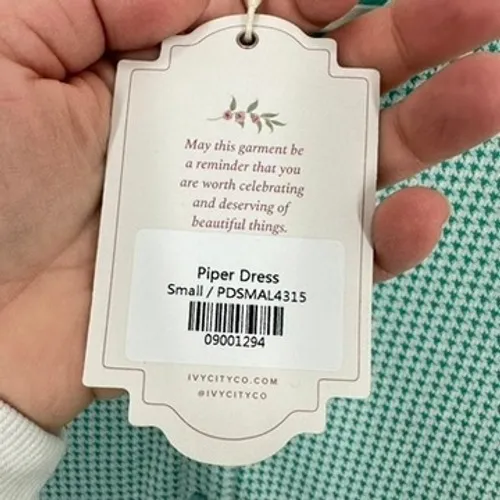 May this garment be
a reminder that you
are worth celebrating
and deserving of
beautiful things.
Piper Dress
Small / PDSMAL4315
09001294
IVYCITYCO.COM
@IVYCITYCO